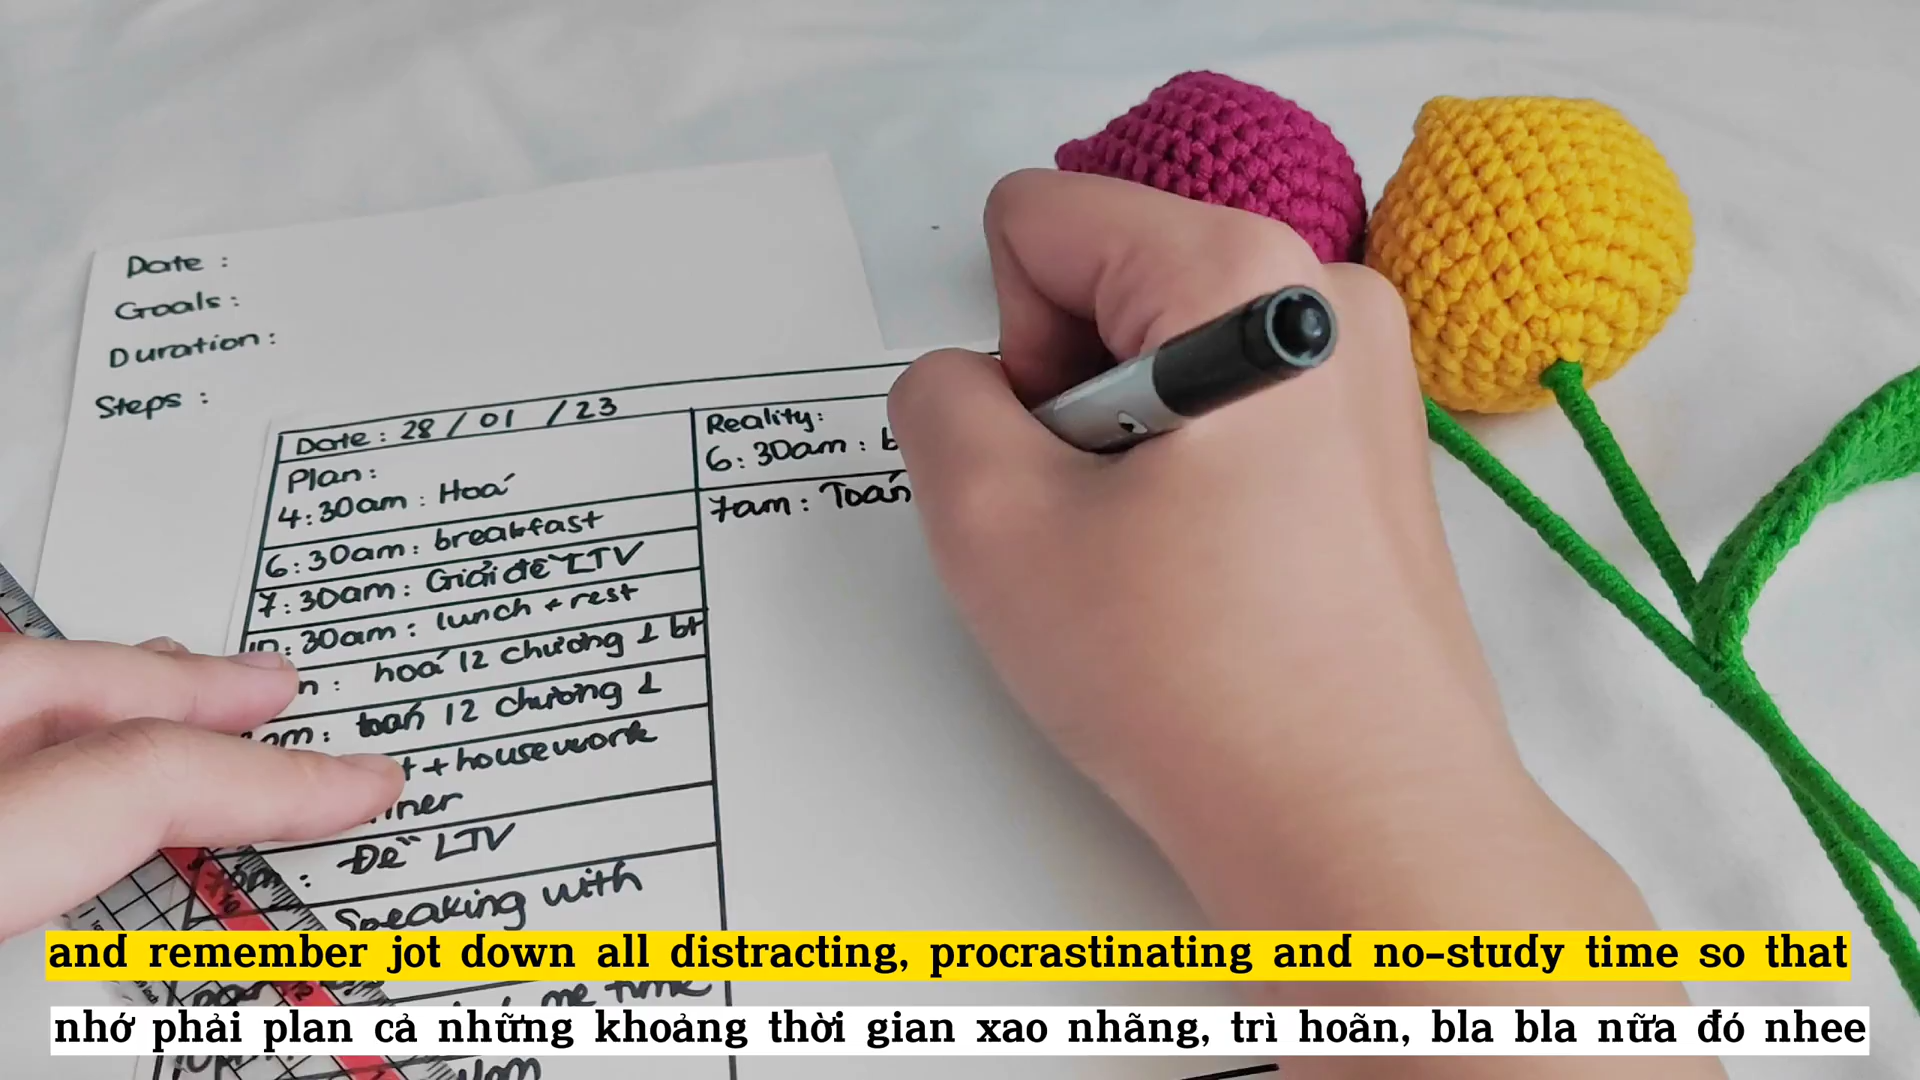 Date :
Goals :
Duration :
Steps :
Date : 28 / 01 / 23
Plan:
4:30am : Hoá
6:30am : breakfast
7:30am : Giải đề LTV
10:30am : lunch + rest
hoá 12 chương 1 bt
toán 12 chương 1
+ housework
Đề LTV
Speaking with
me time
Reality:
6:30am :
7am : Toán
and remember jot down all distracting, procrastinating and no-study time so that
nhớ phải plan cả những khoảng thời gian xao nhãng, trì hoãn, bla bla nữa đó nhee